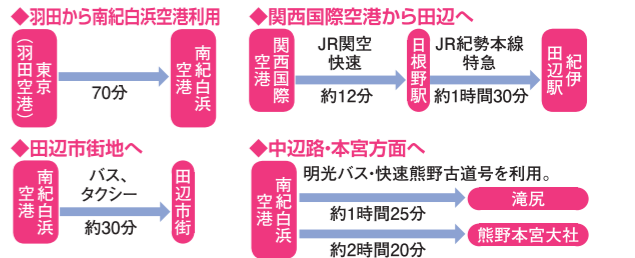 ◆羽田から南紀白浜空港利用
東京
(羽田空港)
70分
南紀白浜
空港
◆関西国際空港から田辺へ
関西国際
空港
JR関空
快速
約12分
日根野駅
JR紀勢本線
特急
約1時間30分
紀伊
田辺駅
◆田辺市街地へ
南紀白浜
空港
バス、
タクシー
約30分
田辺市街
◆中辺路・本宮方面へ
南紀白浜
空港
明光バス・快速熊野古道号を利用。
約1時間25分
滝尻
約2時間20分
熊野本宮大社